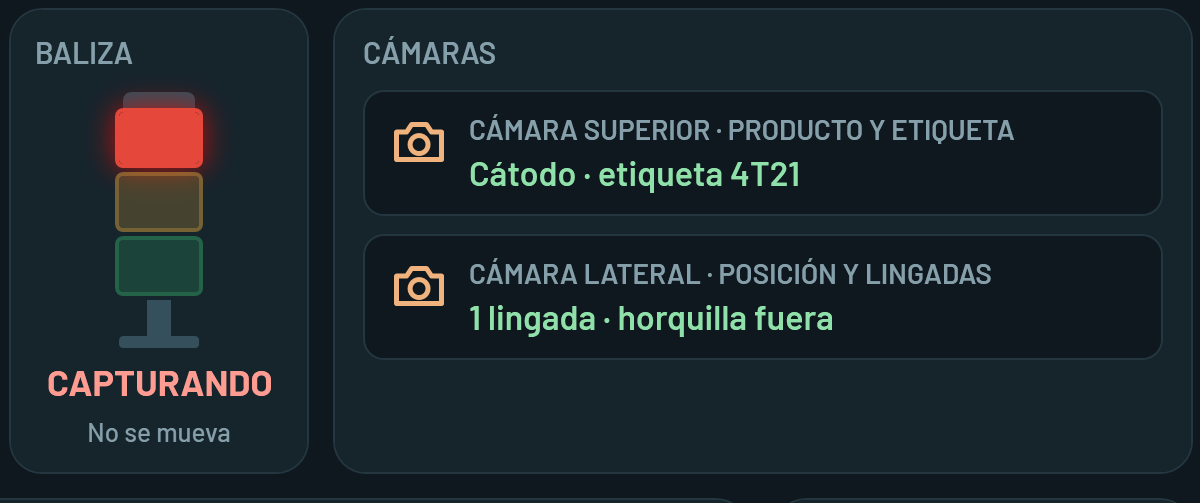 BALIZA
CAPTURANDO
No se mueva
CÁMARAS
CÁMARA SUPERIOR · PRODUCTO Y ETIQUETA
Cátodo · etiqueta 4T21
CÁMARA LATERAL · POSICIÓN Y LINGADAS
1 lingada · horquilla fuera